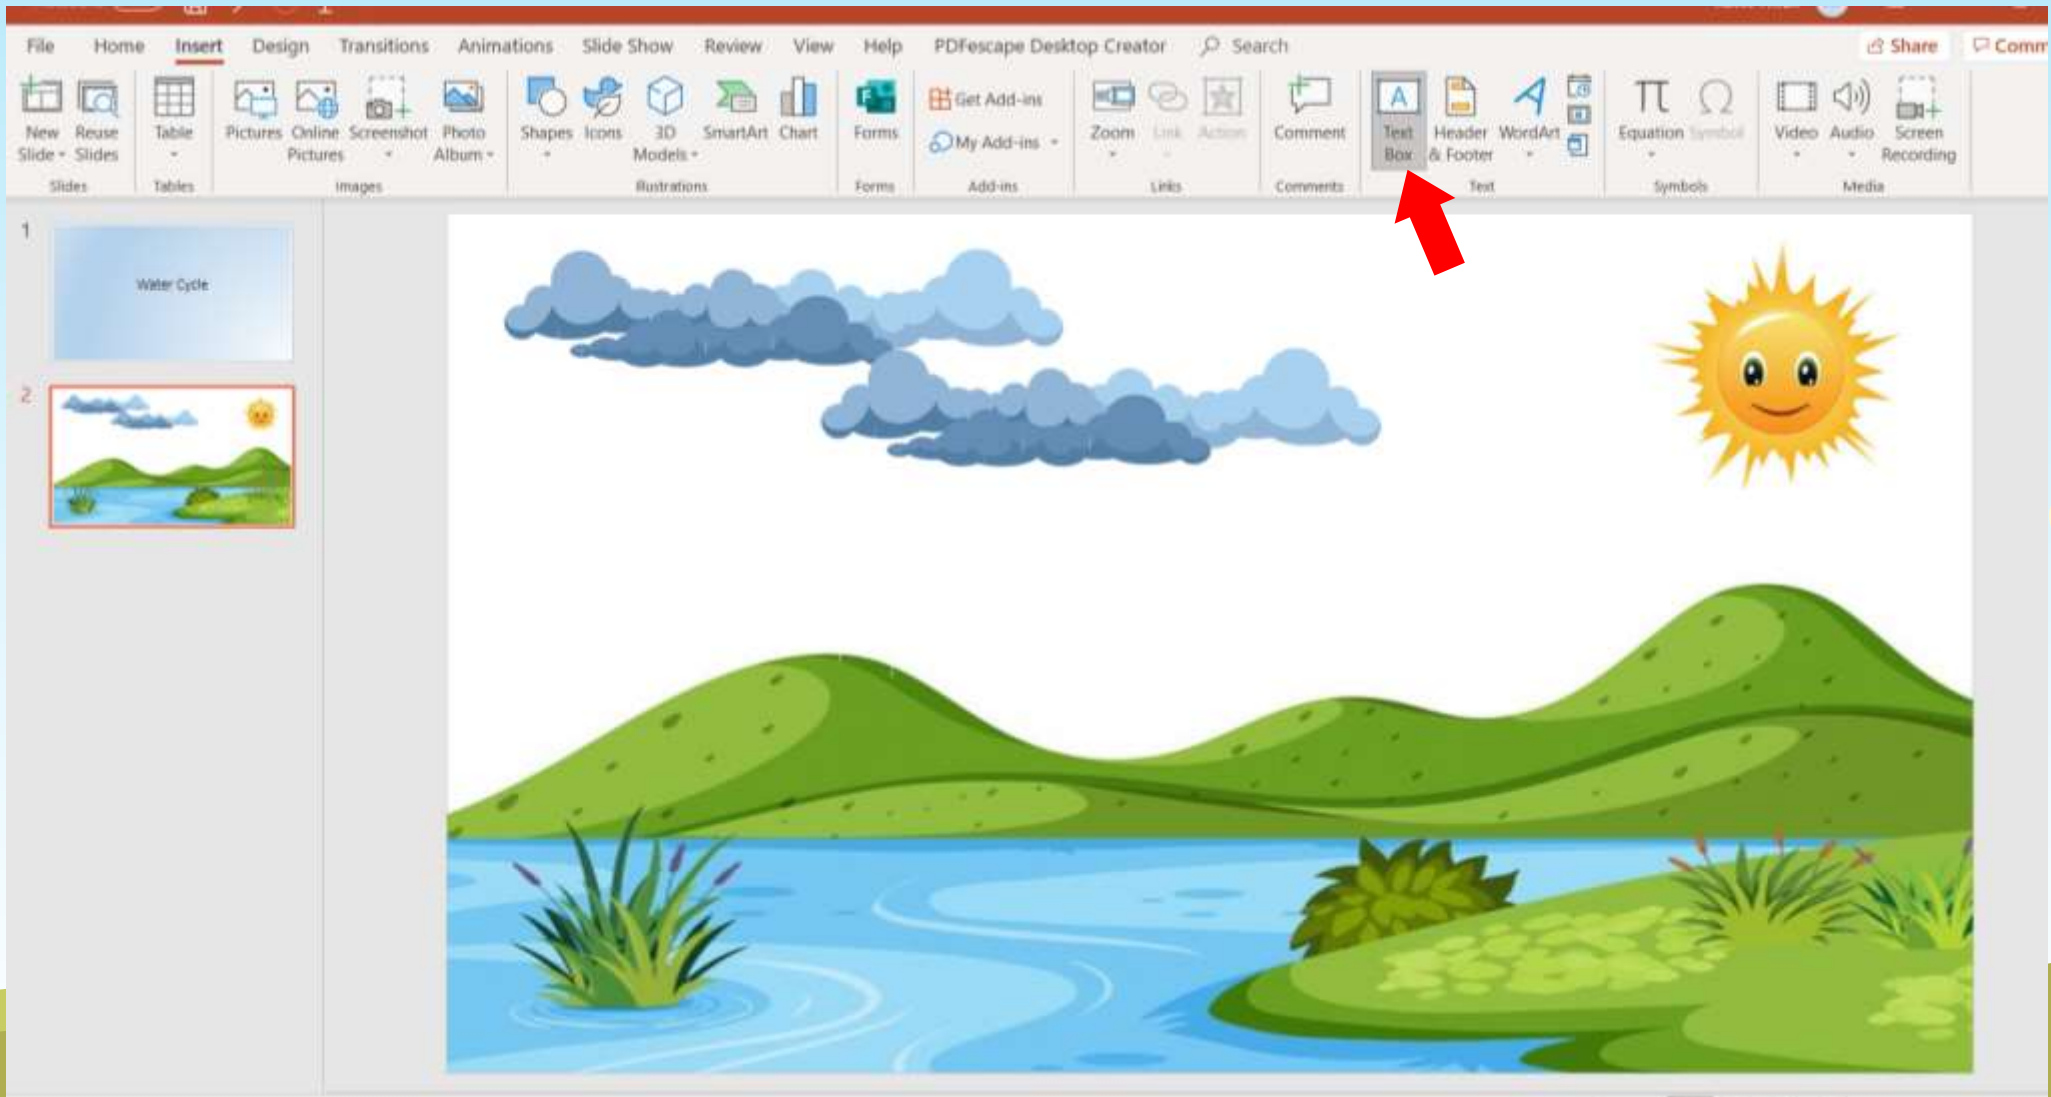 File Home Insert Design Transitions Animations Slide Show Review View Help PDFescape Desktop Creator Search Share Comm
New Slide
Reuse Slides
Table
Pictures
Online Pictures
Screenshot
Photo Album
Shapes
Icons
3D Models
SmartArt
Chart
Forms
Get Add-ins
My Add-ins
Zoom
Link
Action
Comment
A
Text Box
Header & Footer
WordArt
Equation
Symbol
Video
Audio
Screen Recording
Slides Tables Images Illustrations Forms Add-ins Links Comments Text Symbols Media
1
Water Cycle
2